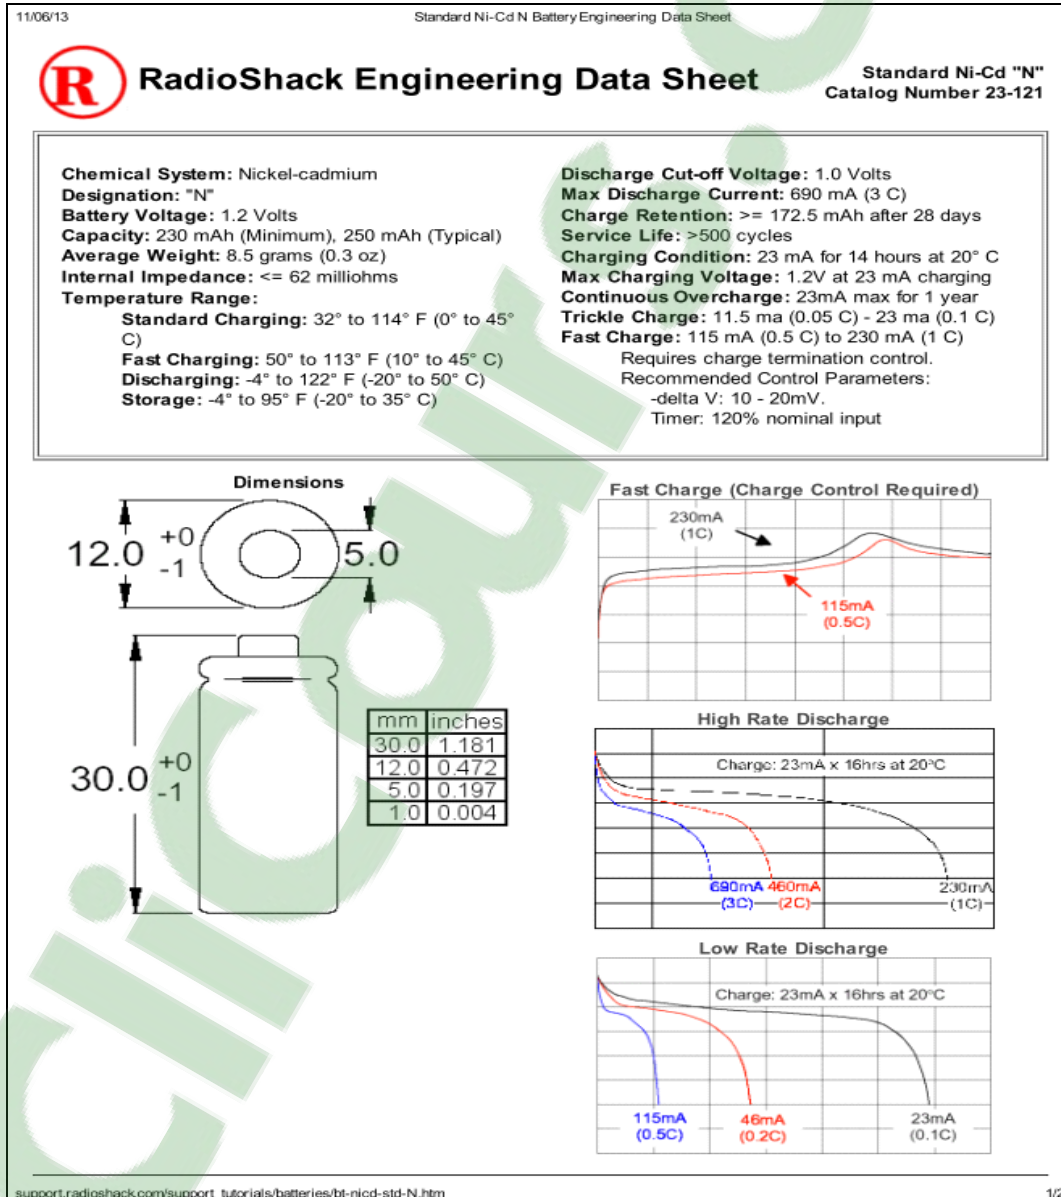 11/06/13
Standard Ni-Cd N Battery Engineering Data Sheet
R
RadioShack Engineering Data Sheet
Standard Ni-Cd "N"
Catalog Number 23-121
Chemical System: Nickel-cadmium
Designation: "N"
Battery Voltage: 1.2 Volts
Capacity: 230 mAh (Minimum), 250 mAh (Typical)
Average Weight: 8.5 grams (0.3 oz)
Internal Impedance: <= 62 milliohms
Temperature Range:
Standard Charging: 32° to 114° F (0° to 45°
C)
Fast Charging: 50° to 113° F (10° to 45° C)
Discharging: -4° to 122° F (-20° to 50° C)
Storage: -4° to 95° F (-20° to 35° C)
Discharge Cut-off Voltage: 1.0 Volts
Max Discharge Current: 690 mA (3 C)
Charge Retention: >= 172.5 mAh after 28 days
Service Life: >500 cycles
Charging Condition: 23 mA for 14 hours at 20° C
Max Charging Voltage: 1.2V at 23 mA charging
Continuous Overcharge: 23mA max for 1 year
Trickle Charge: 11.5 ma (0.05 C) - 23 ma (0.1 C)
Fast Charge: 115 mA (0.5 C) to 230 mA (1 C)
Requires charge termination control.
Recommended Control Parameters:
-delta V: 10 - 20mV.
Timer: 120% nominal input
Dimensions
12.0 +0 -1
5.0
30.0 +0 -1
mm inches
30.0 1.181
12.0 0.472
5.0 0.197
1.0 0.004
Fast Charge (Charge Control Required)
230mA
(1C)
115mA
(0.5C)
High Rate Discharge
Charge: 23mA x 16hrs at 20°C
690mA 460mA 230mA
(3C) (2C) (1C)
Low Rate Discharge
Charge: 23mA x 16hrs at 20°C
115mA 46mA 23mA
(0.5C) (0.2C) (0.1C)
support.radioshack.com/support_tutorials/batteries/bt-nicd-std-N.htm
cliCours.c